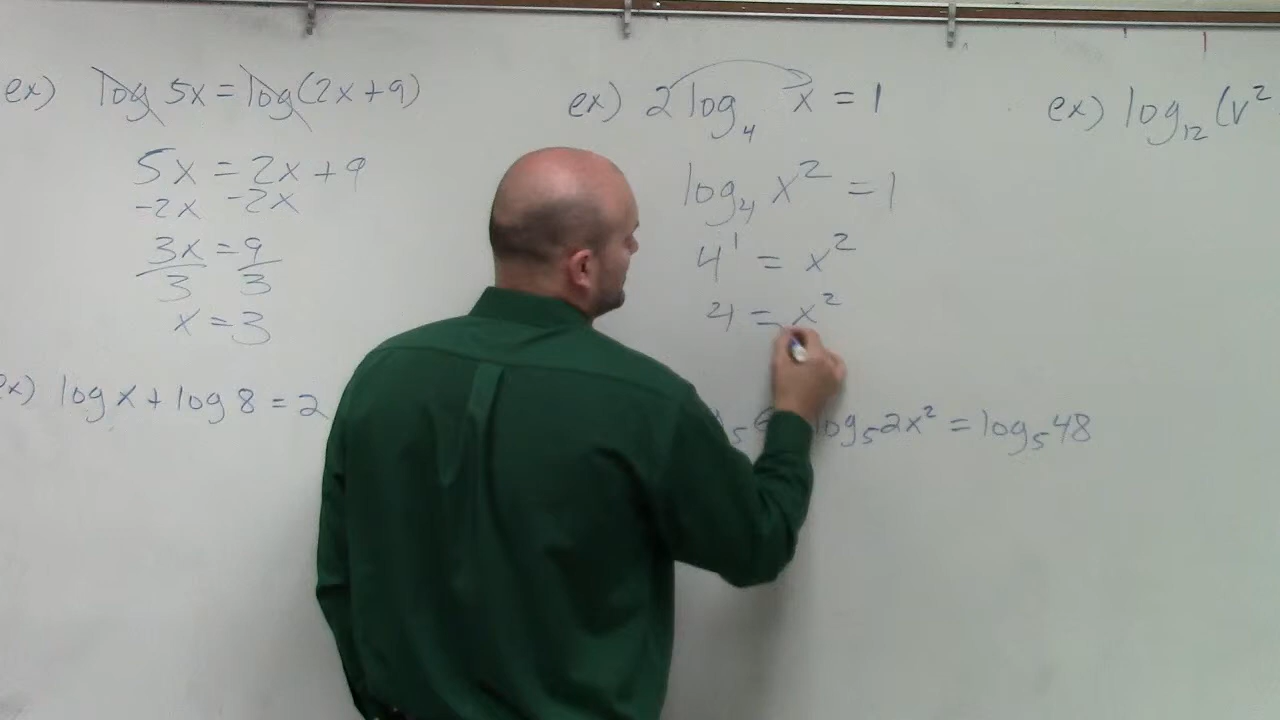 ex) log 5x = log(2x+9)
5x = 2x + 9
-2x -2x
3x = 9
3 3
x = 3
ex) log x + log 8 = 2
ex) 2 log₄ x = 1
log₄ x² = 1
4¹ = x²
4 = x²
log₅ 2x² = log₅ 48
ex) log₁₂ (v²